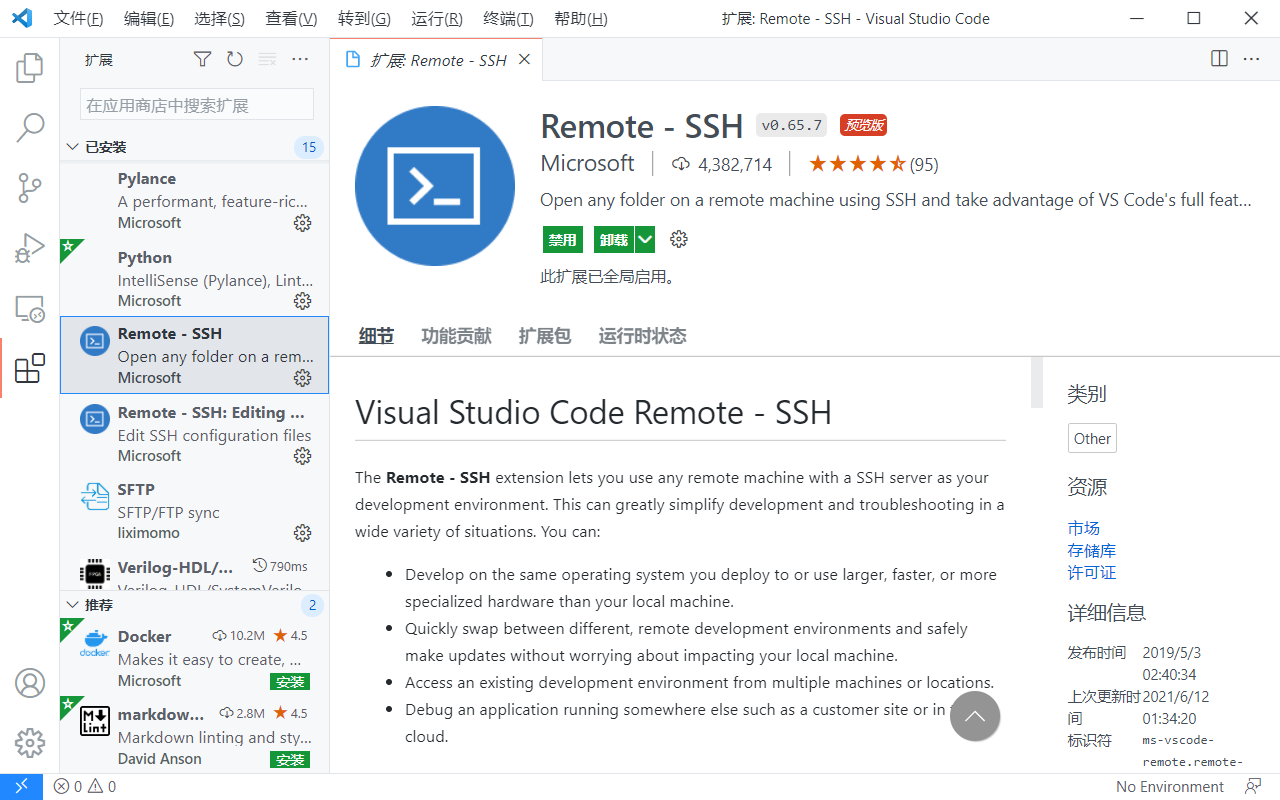 文件(F) 编辑(E) 选择(S) 查看(V) 转到(G) 运行(R) 终端(T) 帮助(H) 扩展: Remote - SSH - Visual Studio Code
扩展
在应用商店中搜索扩展
已安装 15
Pylance
A performant, feature-ric...
Microsoft
Python
IntelliSense (Pylance), Lint...
Microsoft
Remote - SSH
Open any folder on a rem...
Microsoft
Remote - SSH: Editing ...
Edit SSH configuration files
Microsoft
SFTP
SFTP/FTP sync
liximomo
FPGA
Verilog-HDL/... 790ms
Verilog-HDL/SystemVerilo...
推荐 2
docker
Docker 10.2M 4.5
Makes it easy to create, ...
Microsoft 安装
M Lint
markdow... 2.8M 4.5
Markdown linting and sty...
David Anson 安装
扩展: Remote - SSH
Remote - SSH v0.65.7 预览版
Microsoft 4,382,714 (95)
Open any folder on a remote machine using SSH and take advantage of VS Code's full feat...
禁用 卸载
此扩展已全局启用。
细节 功能贡献 扩展包 运行时状态
Visual Studio Code Remote - SSH
The Remote - SSH extension lets you use any remote machine with a SSH server as your
development environment. This can greatly simplify development and troubleshooting in a
wide variety of situations. You can:
• Develop on the same operating system you deploy to or use larger, faster, or more
specialized hardware than your local machine.
• Quickly swap between different, remote development environments and safely
make updates without worrying about impacting your local machine.
• Access an existing development environment from multiple machines or locations.
• Debug an application running somewhere else such as a customer site or in
cloud.
类别
Other
资源
市场
存储库
许可证
详细信息
发布时间 2019/5/3
02:40:34
上次更新时 2021/6/12
间 01:34:20
标识符 ms-vscode-
remote.remote-
0 0 No Environment